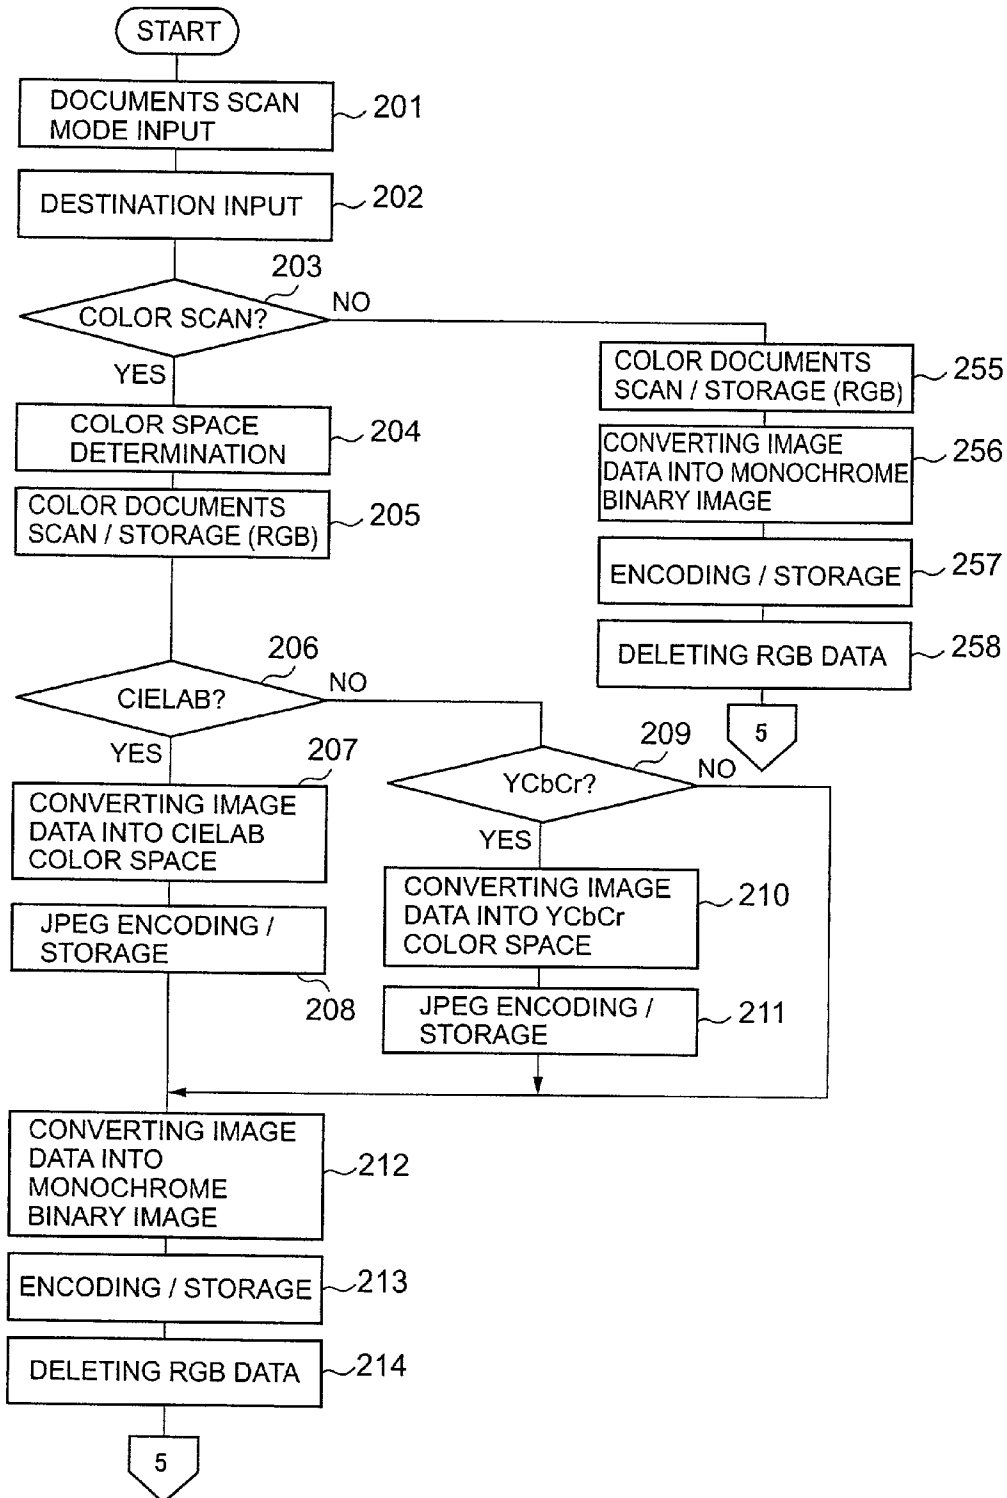 START
DOCUMENTS SCAN
MODE INPUT
201
DESTINATION INPUT
202
203
COLOR SCAN?
NO
YES
COLOR SPACE
DETERMINATION
204
COLOR DOCUMENTS
SCAN / STORAGE (RGB)
205
COLOR DOCUMENTS
SCAN / STORAGE (RGB)
255
CONVERTING IMAGE
DATA INTO MONOCHROME
BINARY IMAGE
256
ENCODING / STORAGE
257
DELETING RGB DATA
258
5
206
CIELAB?
NO
YES
207
CONVERTING IMAGE
DATA INTO CIELAB
COLOR SPACE
JPEG ENCODING /
STORAGE
208
209
YCbCr?
NO
YES
CONVERTING IMAGE
DATA INTO YCbCr
COLOR SPACE
210
JPEG ENCODING /
STORAGE
211
CONVERTING IMAGE
DATA INTO
MONOCHROME
BINARY IMAGE
212
ENCODING / STORAGE
213
DELETING RGB DATA
214
5